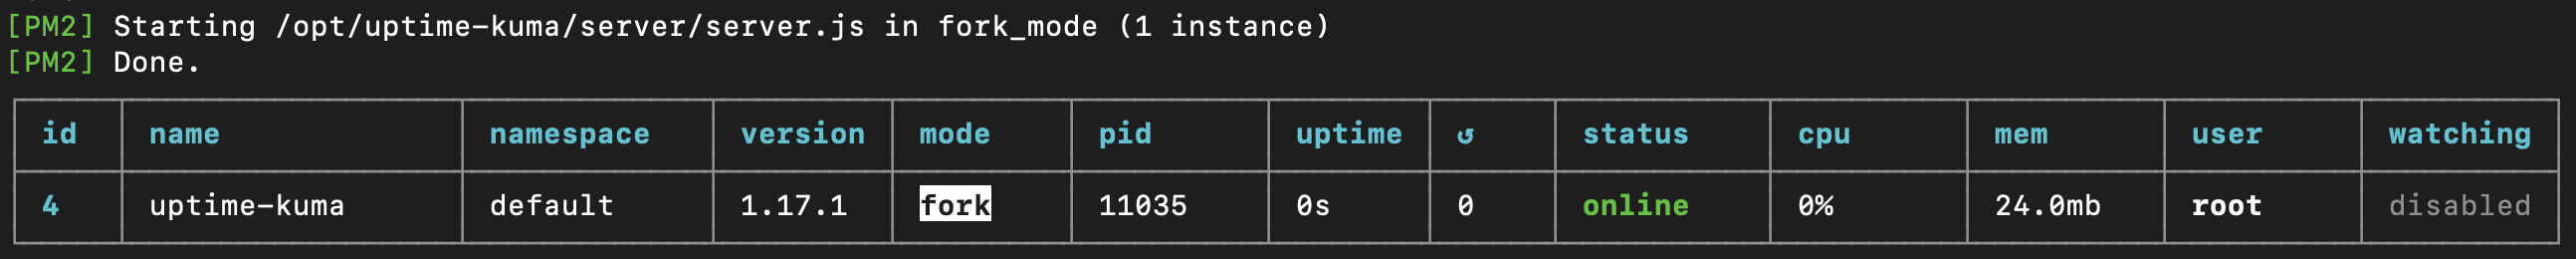 [PM2] Starting /opt/uptime-kuma/server/server.js in fork_mode (1 instance)
[PM2] Done.
id name namespace version mode pid uptime ↺ status cpu mem user watching
4 uptime-kuma default 1.17.1 fork 11035 0s 0 online 0% 24.0mb root disabled